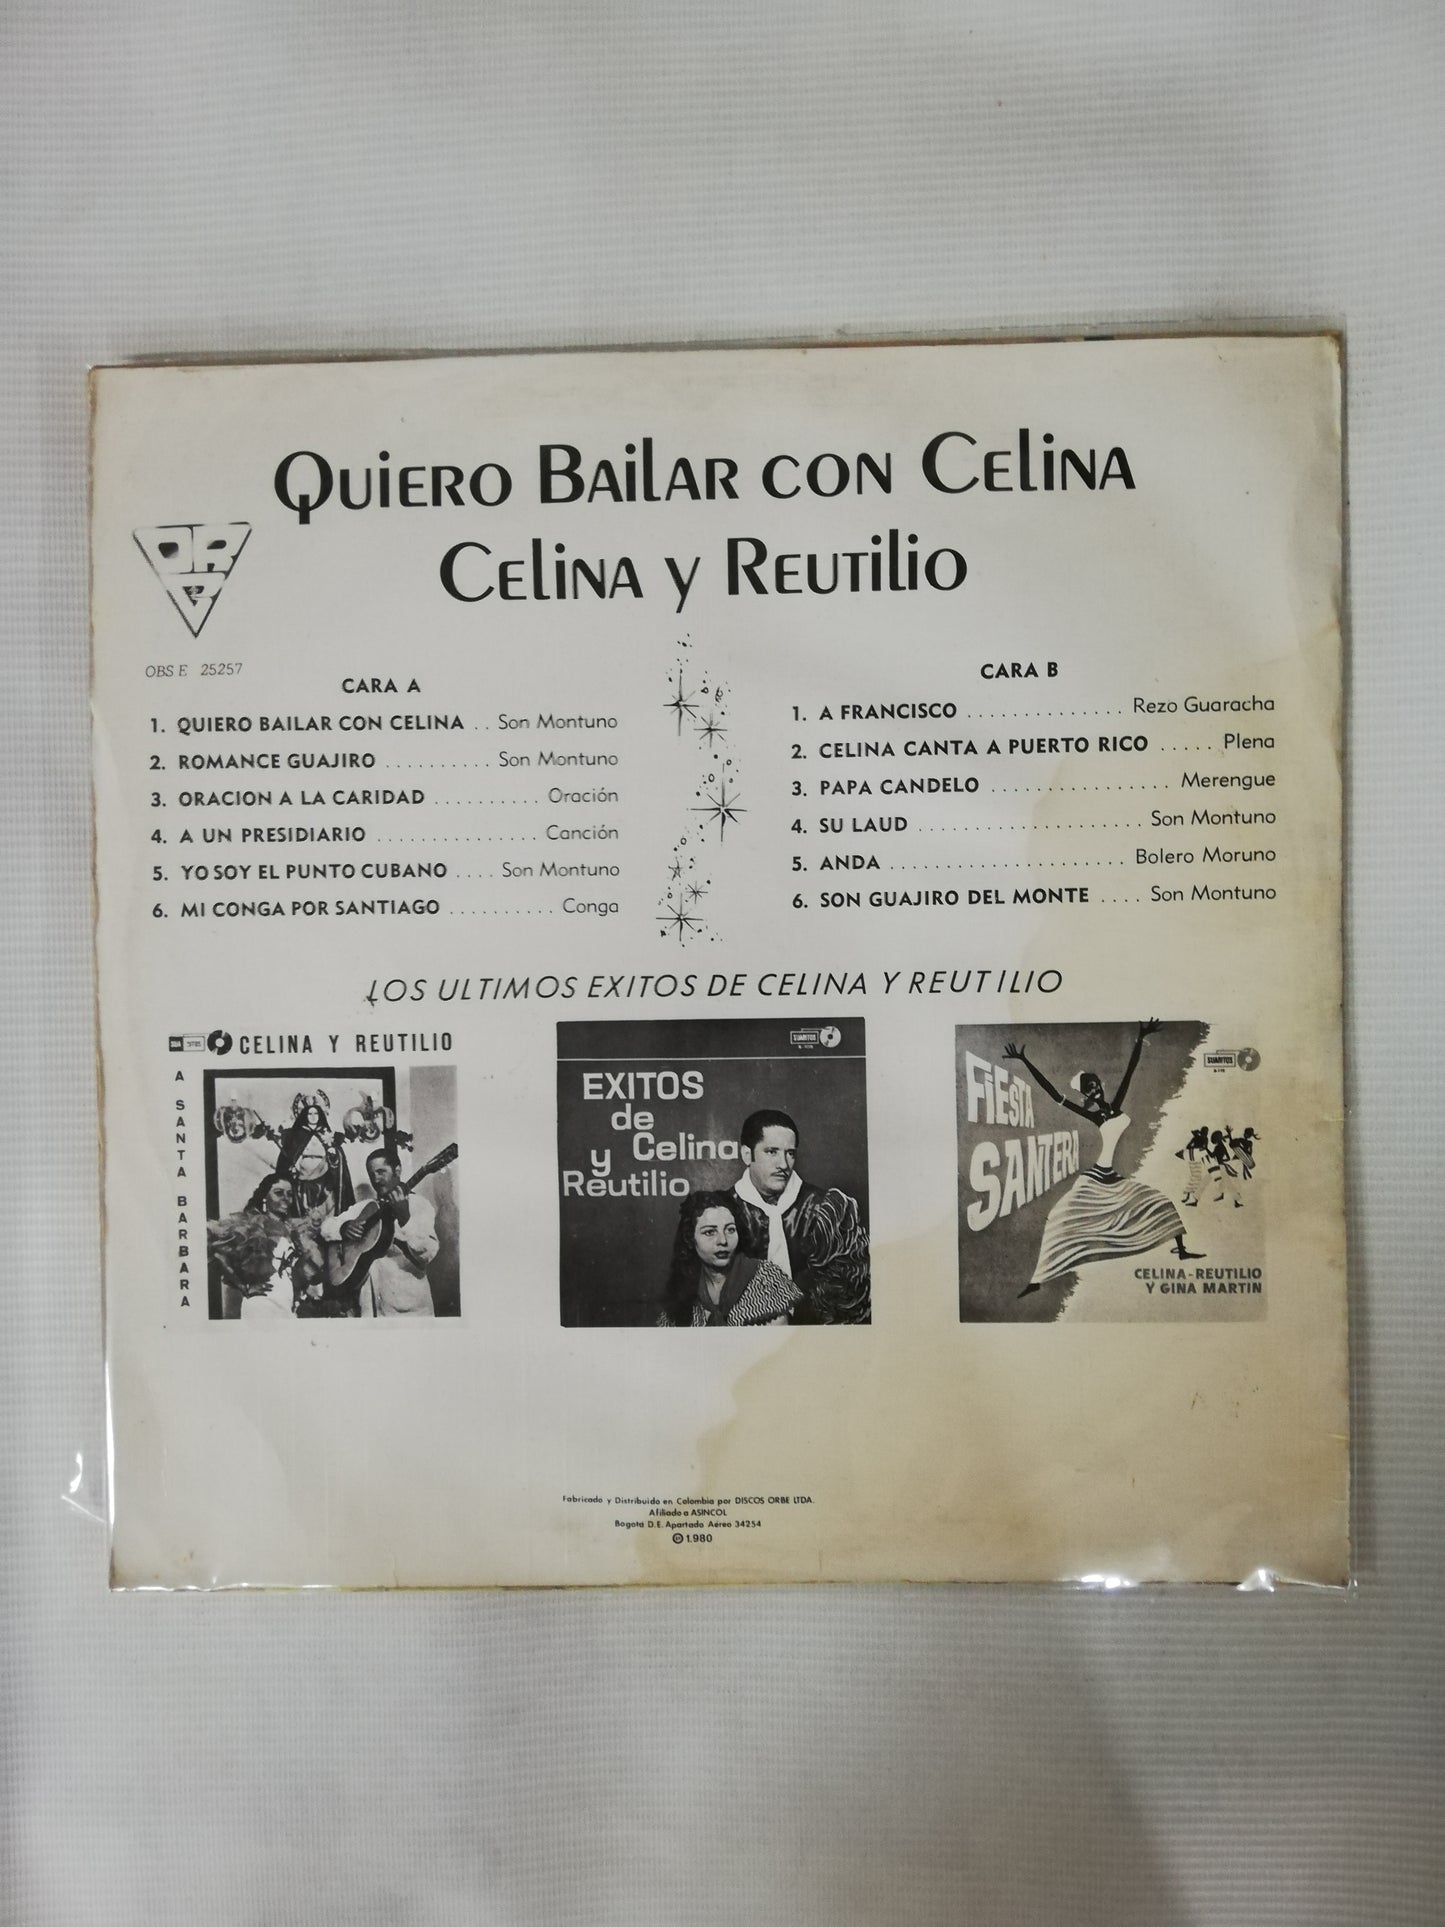 QUIERO BAILAR CON CELINA
CELINA Y REUTILIO
ORBE
OBS E 25257
CARA A
1. QUIERO BAILAR CON CELINA .. Son Montuno
2. ROMANCE GUAJIRO .......... Son Montuno
3. ORACION A LA CARIDAD .......... Oración
4. A UN PRESIDIARIO ............... Canción
5. YO SOY EL PUNTO CUBANO .... Son Montuno
6. MI CONGA POR SANTIAGO .......... Conga
CARA B
1. A FRANCISCO .............. Rezo Guaracha
2. CELINA CANTA A PUERTO RICO ..... Plena
3. PAPA CANDELO ................ Merengue
4. SU LAUD .................... Son Montuno
5. ANDA ..................... Bolero Moruno
6. SON GUAJIRO DEL MONTE .... Son Montuno
LOS ULTIMOS EXITOS DE CELINA Y REUTILIO
CELINA Y REUTILIO
A SANTA BARBARA
SUARITOS
EXITOS
de
Celina
y
Reutilio
SUARITOS
FIESTA
SANTERA
CELINA-REUTILIO
Y GINA MARTIN
Fabricado y Distribuido en Colombia por DISCOS ORBE LTDA.
Afiliado a ASINCOL
Bogotá D.E. Apartado Aéreo 34254
1.980